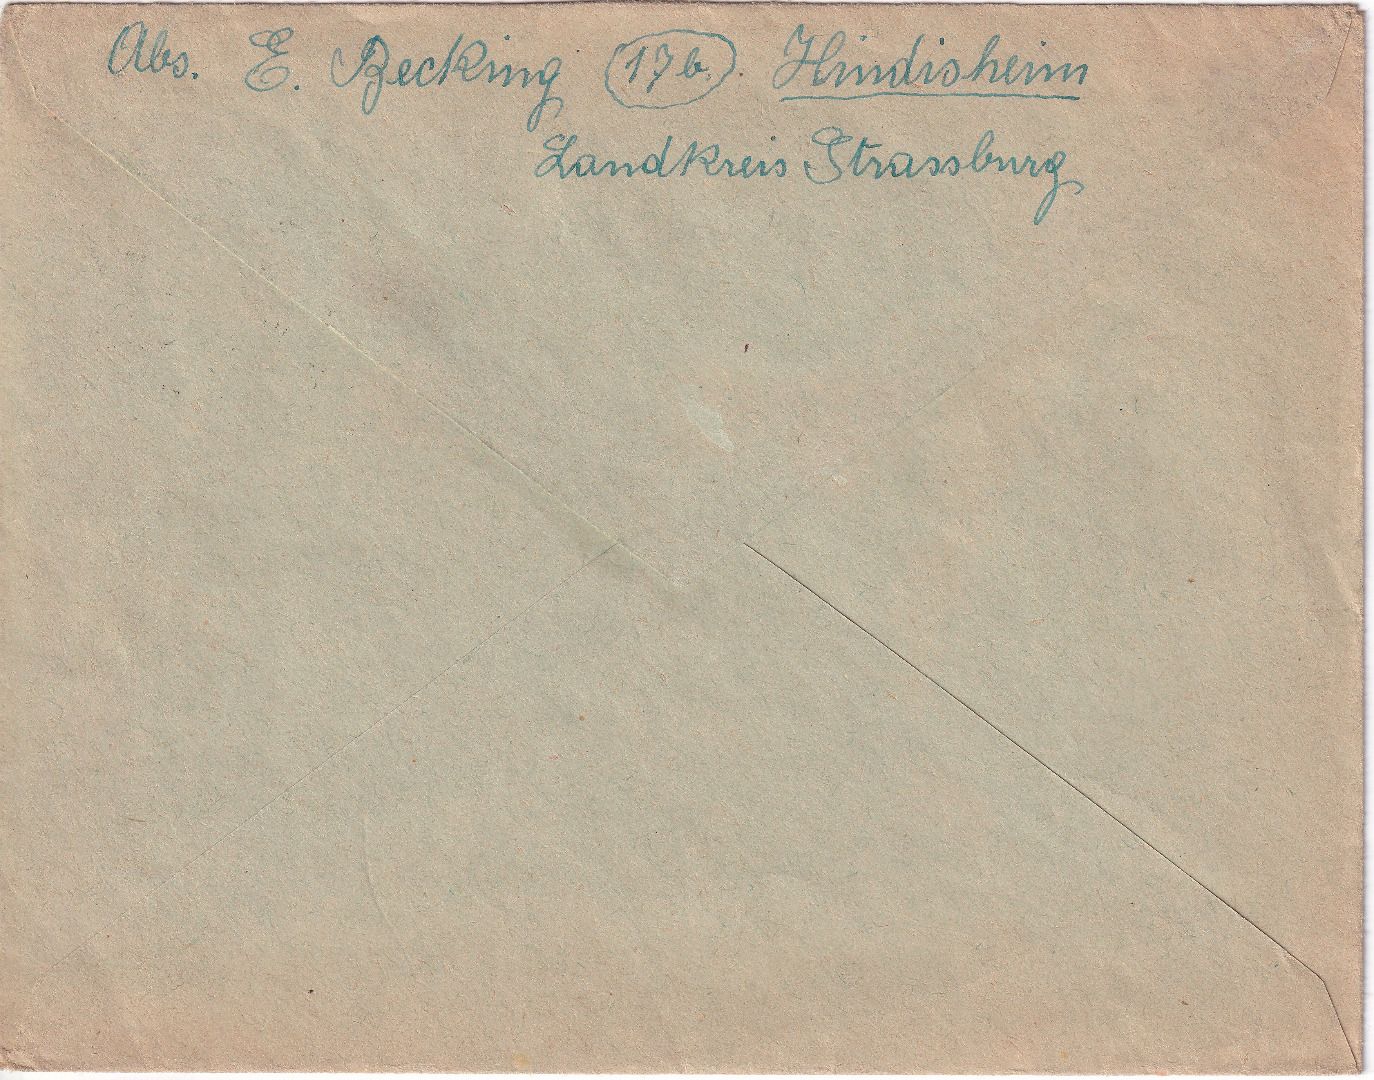 Abs. E. Becking (17b). Hindisheim
Landkreis Strassburg